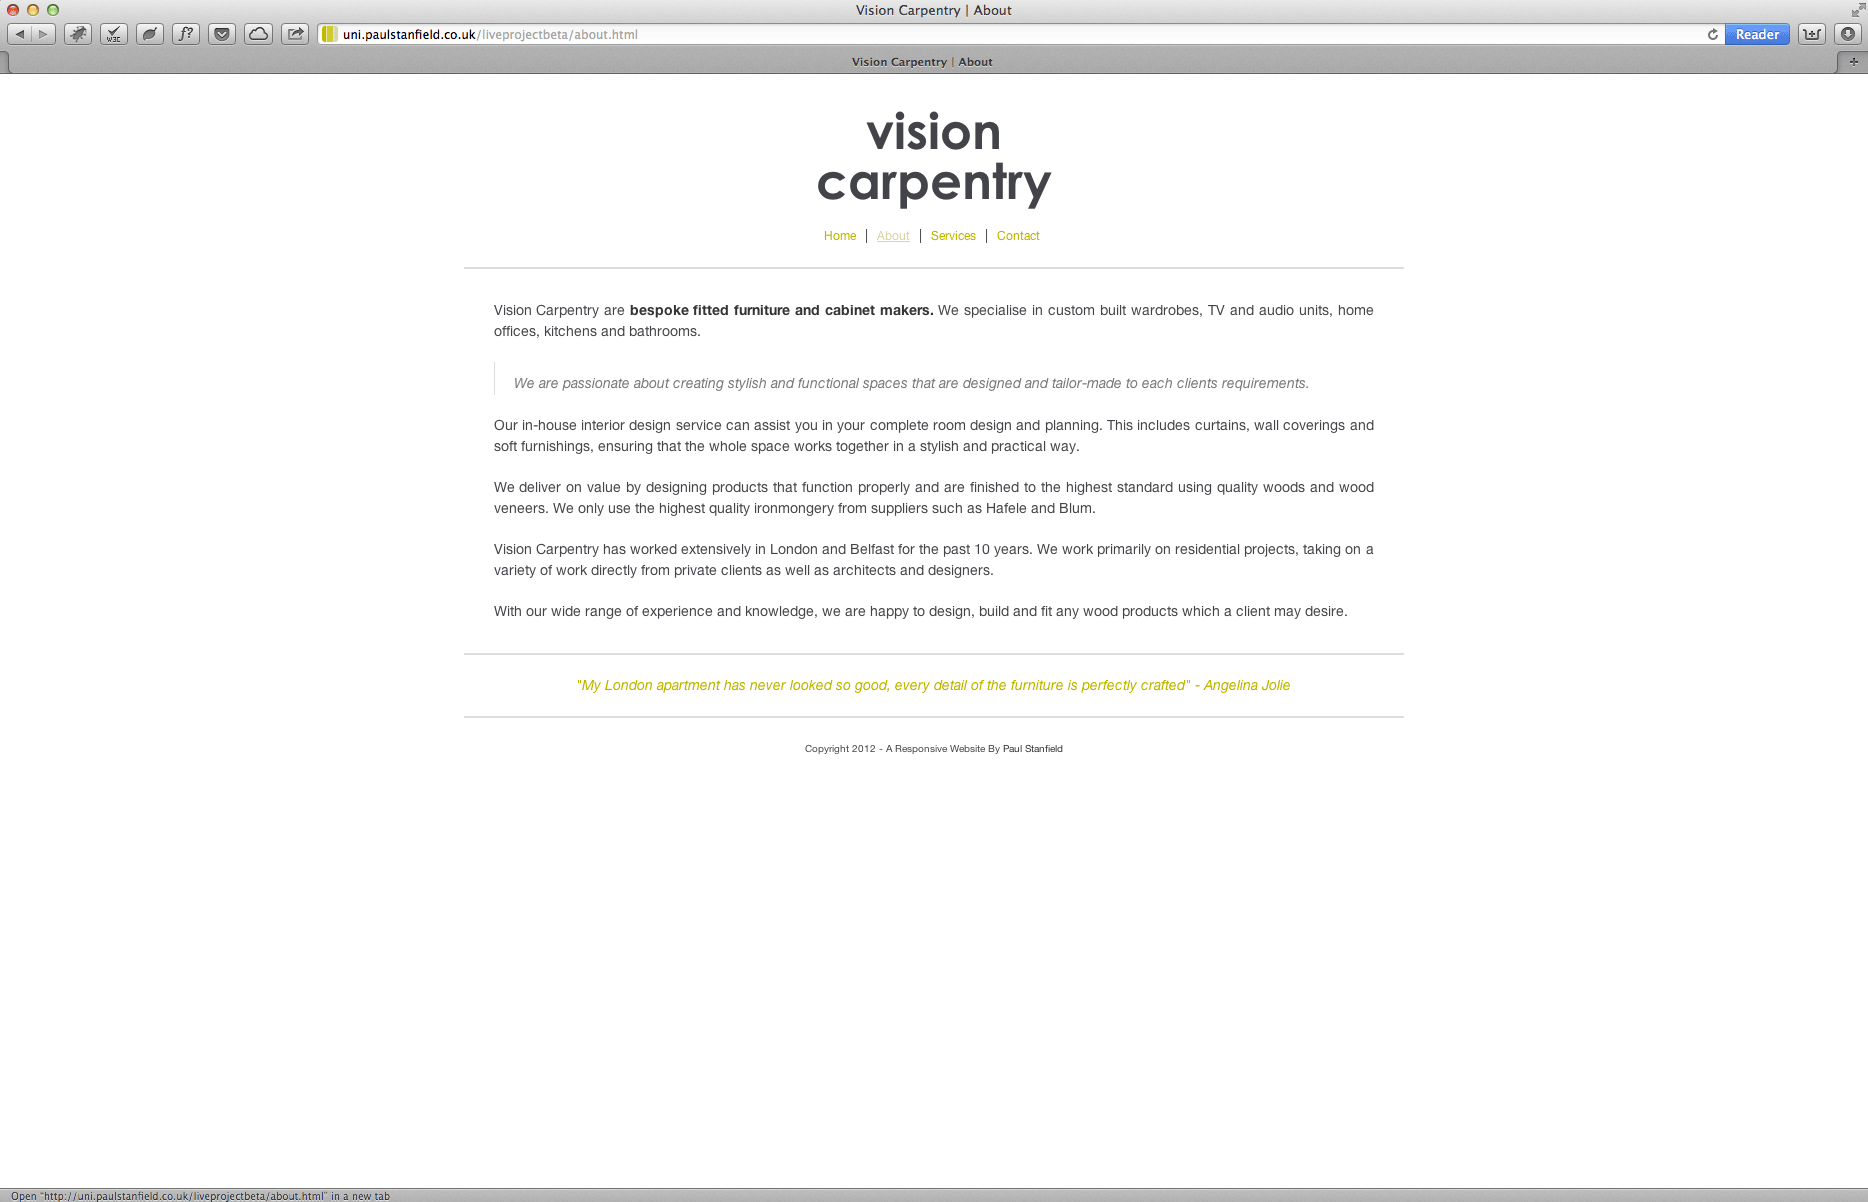 Vision Carpentry | About
W3C
f?
uni.paulstanfield.co.uk/liveprojectbeta/about.html
Reader
Vision Carpentry | About
vision
carpentry
Home | About | Services | Contact
Vision Carpentry are bespoke fitted furniture and cabinet makers. We specialise in custom built wardrobes, TV and audio units, home
offices, kitchens and bathrooms.
We are passionate about creating stylish and functional spaces that are designed and tailor-made to each clients requirements.
Our in-house interior design service can assist you in your complete room design and planning. This includes curtains, wall coverings and
soft furnishings, ensuring that the whole space works together in a stylish and practical way.
We deliver on value by designing products that function properly and are finished to the highest standard using quality woods and wood
veneers. We only use the highest quality ironmongery from suppliers such as Hafele and Blum.
Vision Carpentry has worked extensively in London and Belfast for the past 10 years. We work primarily on residential projects, taking on a
variety of work directly from private clients as well as architects and designers.
With our wide range of experience and knowledge, we are happy to design, build and fit any wood products which a client may desire.
"My London apartment has never looked so good, every detail of the furniture is perfectly crafted" - Angelina Jolie
Copyright 2012 - A Responsive Website By Paul Stanfield
Open "http://uni.paulstanfield.co.uk/liveprojectbeta/about.html" in a new tab